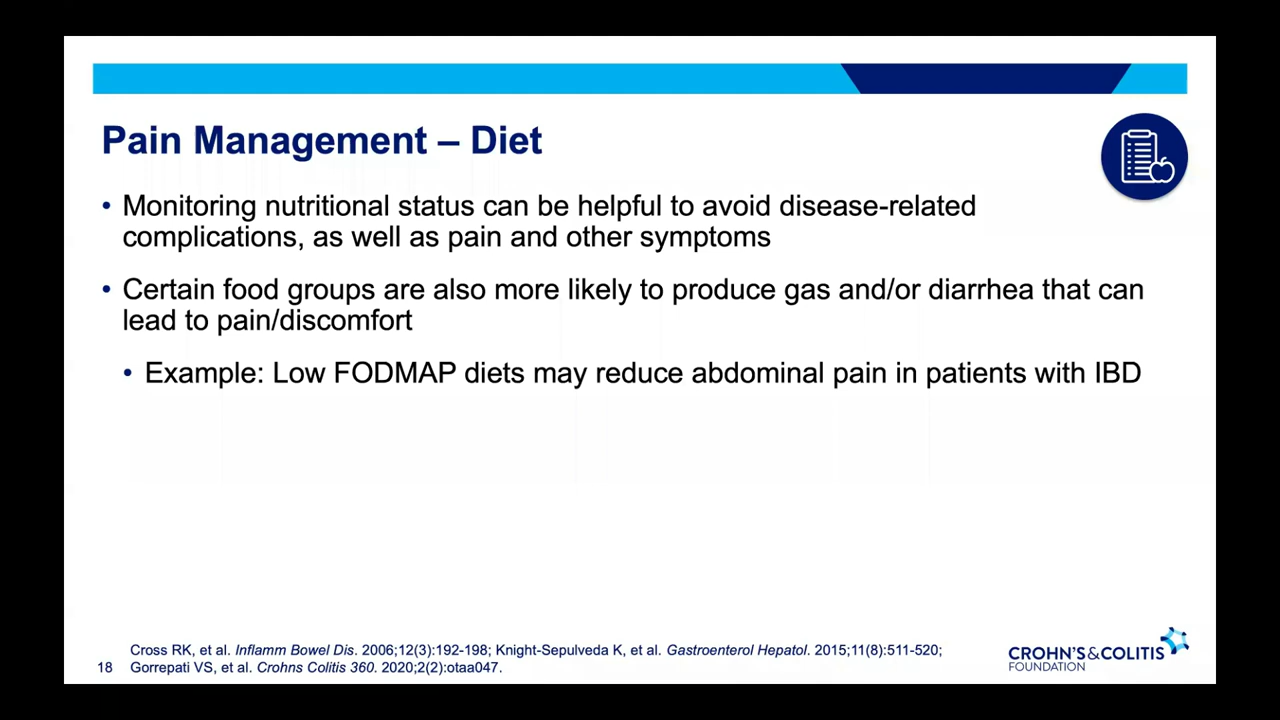 Pain Management – Diet
• Monitoring nutritional status can be helpful to avoid disease-related
complications, as well as pain and other symptoms
• Certain food groups are also more likely to produce gas and/or diarrhea that can
lead to pain/discomfort
• Example: Low FODMAP diets may reduce abdominal pain in patients with IBD
Cross RK, et al. Inflamm Bowel Dis. 2006;12(3):192-198; Knight-Sepulveda K, et al. Gastroenterol Hepatol. 2015;11(8):511-520;
18 Gorrepati VS, et al. Crohns Colitis 360. 2020;2(2):otaa047.
CROHN'S&COLITIS
FOUNDATION